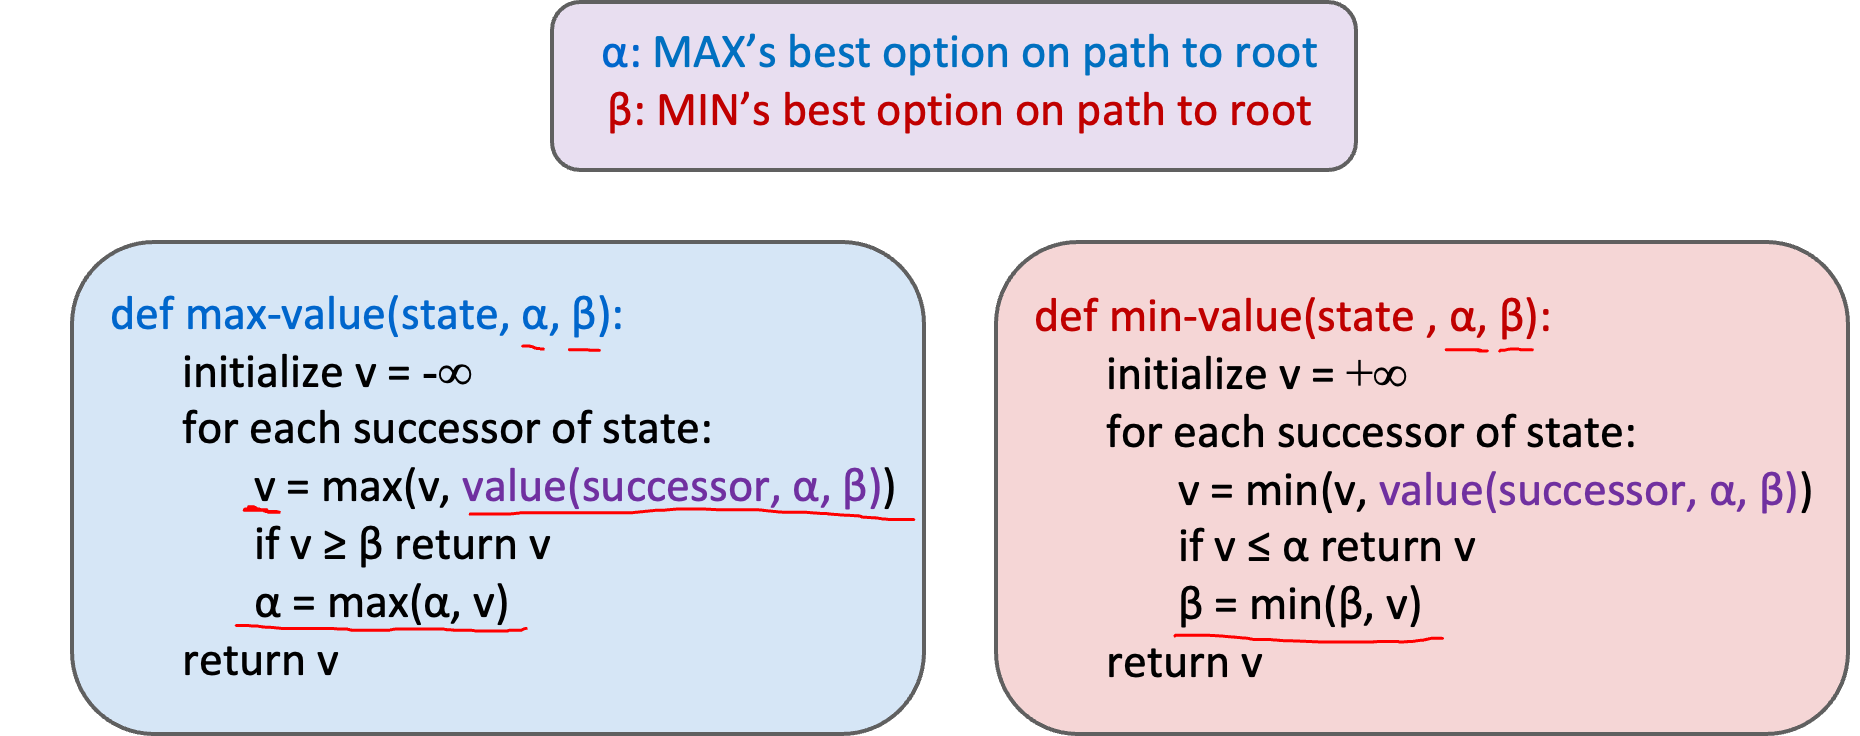 α: MAX’s best option on path to root
β: MIN’s best option on path to root
def max-value(state, α, β):
initialize v = -∞
for each successor of state:
v = max(v, value(successor, α, β))
if v ≥ β return v
α = max(α, v)
return v
def min-value(state , α, β):
initialize v = +∞
for each successor of state:
v = min(v, value(successor, α, β))
if v ≤ α return v
β = min(β, v)
return v